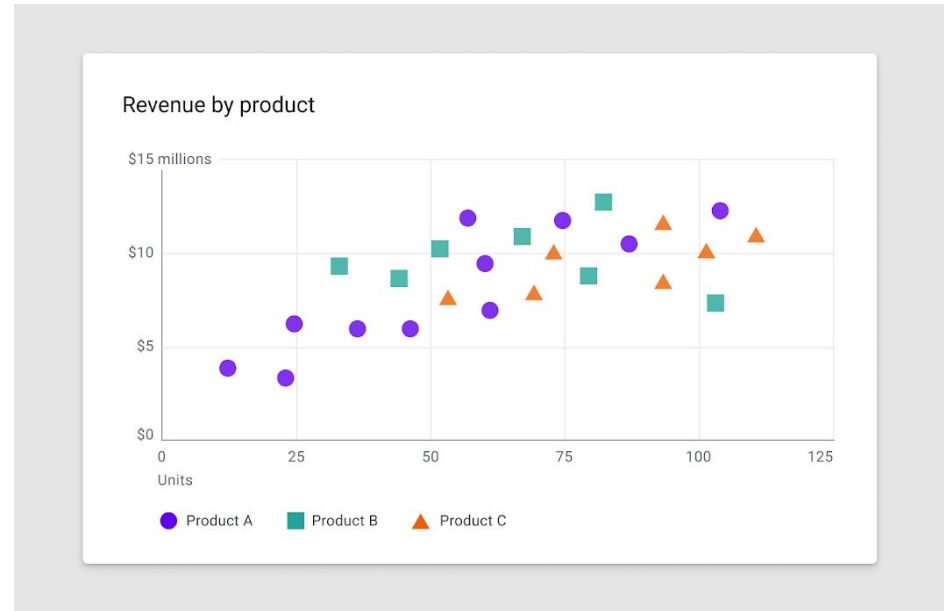 Revenue by product
$15 millions
$10
$5
$0
0 25 50 75 100 125
Units
Product A Product B Product C